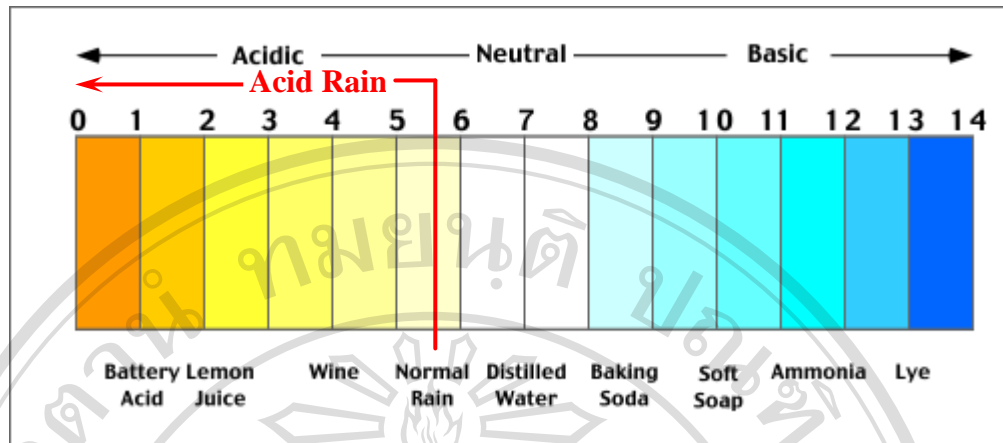 Acidic Neutral Basic
Acid Rain
0 1 2 3 4 5 6 7 8 9 10 11 12 13 14
Battery Lemon Wine Normal Distilled Baking Soft Ammonia Lye
Acid Juice Rain Water Soda Soap